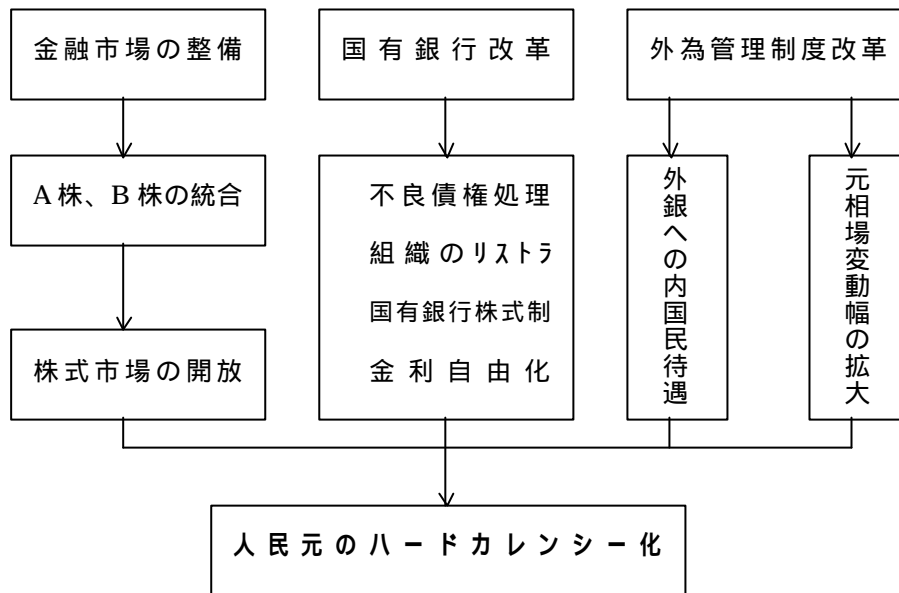 金融市場の整備
国有銀行改革
外為管理制度改革
A株、B株の統合
株式市場の開放
不良債権処理
組織のリストラ
国有銀行株式制
金利自由化
外銀への内国民待遇
元相場変動幅の拡大
人民元のハードカレンシー化